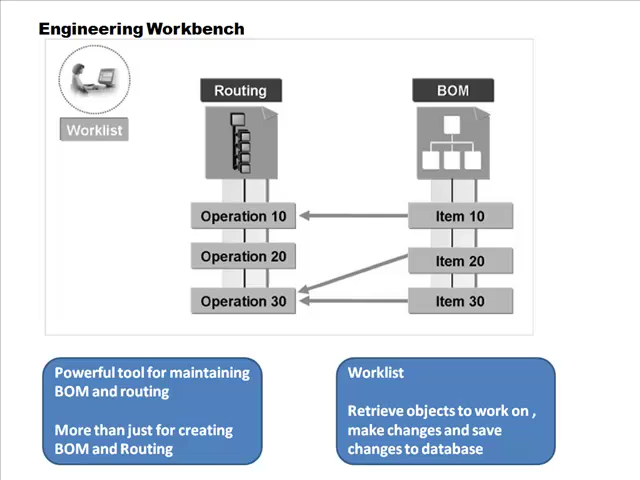 Engineering Workbench
Worklist
Routing
BOM
Operation 10
Item 10
Operation 20
Item 20
Operation 30
Item 30
Powerful tool for maintaining
BOM and routing
More than just for creating
BOM and Routing
Worklist
Retrieve objects to work on ,
make changes and save
changes to database